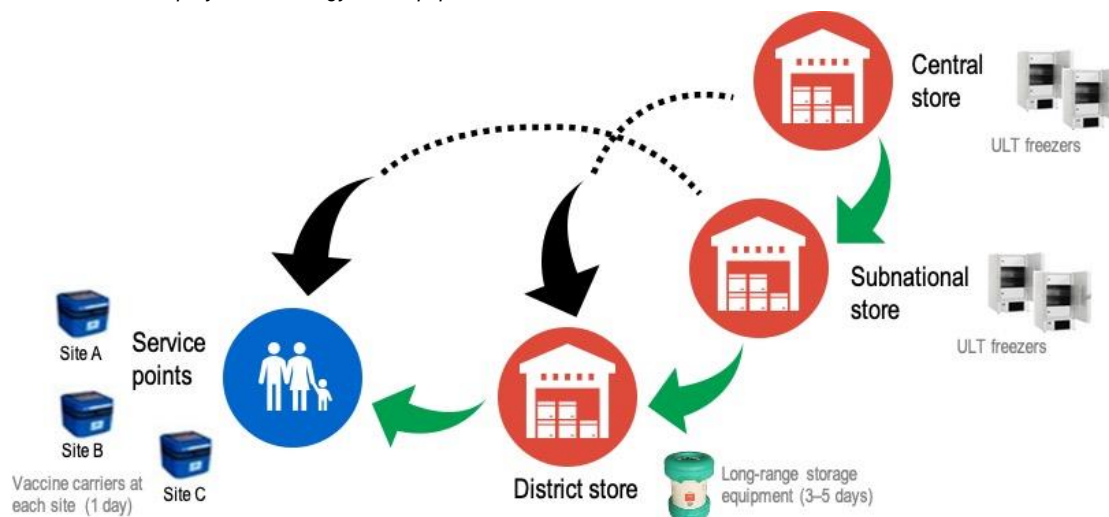 Central
store
ULT freezers
Subnational
store
ULT freezers
Site A
Service
points
Site B
Site C
Vaccine carriers at
each site (1 day)
District store
Long-range storage
equipment (3–5 days)